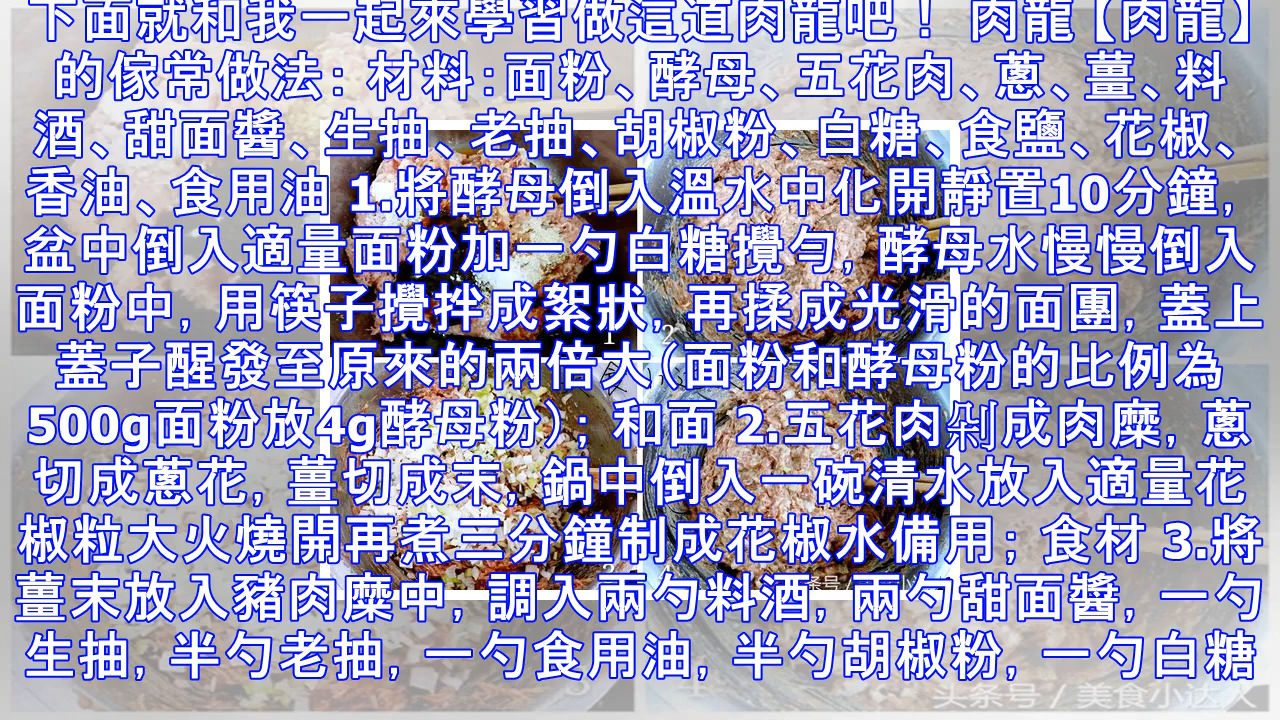 下面就和我一起來學習做這道肉龍吧！ 肉龍【肉龍】
的傢常做法：材料：面粉、酵母、五花肉、蔥、薑、料
酒、甜面醬、生抽、老抽、胡椒粉、白糖、食鹽、花椒、
香油、食用油 1.將酵母倒入溫水中化開靜置10分鐘，
盆中倒入適量面粉加一勺白糖攪勻，酵母水慢慢倒入
面粉中，用筷子攪拌成絮狀，再揉成光滑的面團，蓋上
蓋子醒發至原來的兩倍大（面粉和酵母粉的比例為
500g面粉放4g酵母粉）；和面 2.五花肉剁成肉糜，蔥
切成蔥花，薑切成末，鍋中倒入一碗清水放入適量花
椒粒大火燒開再煮三分鐘制成花椒水備用；食材 3.將
薑末放入豬肉糜中，調入兩勺料酒，兩勺甜面醬，一勺
生抽，半勺老抽，一勺食用油，半勺胡椒粉，一勺白糖
1
2
头条号 / 美食小达人